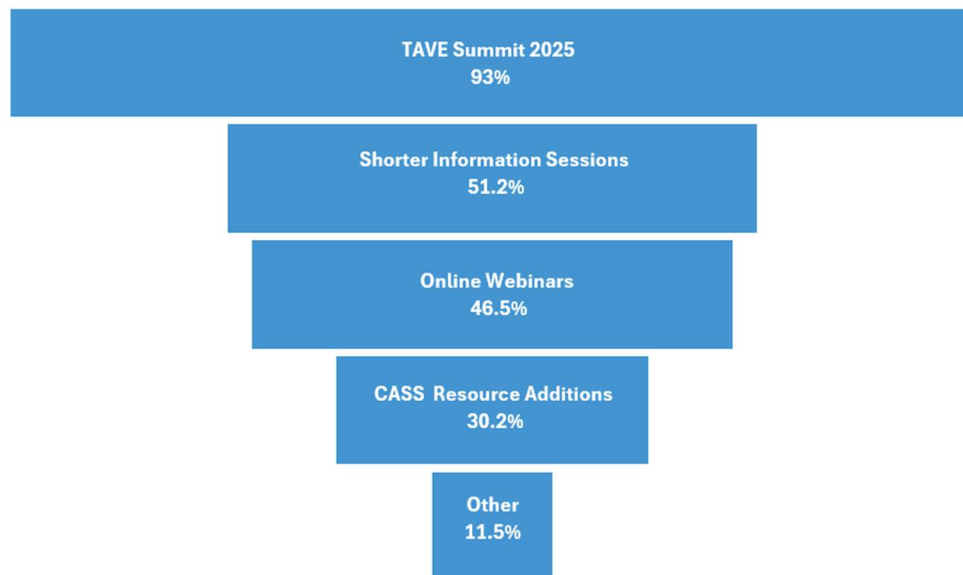 TAVE Summit 2025
93%
Shorter Information Sessions
51.2%
Online Webinars
46.5%
CASS  Resource Additions
30.2%
Other
11.5%